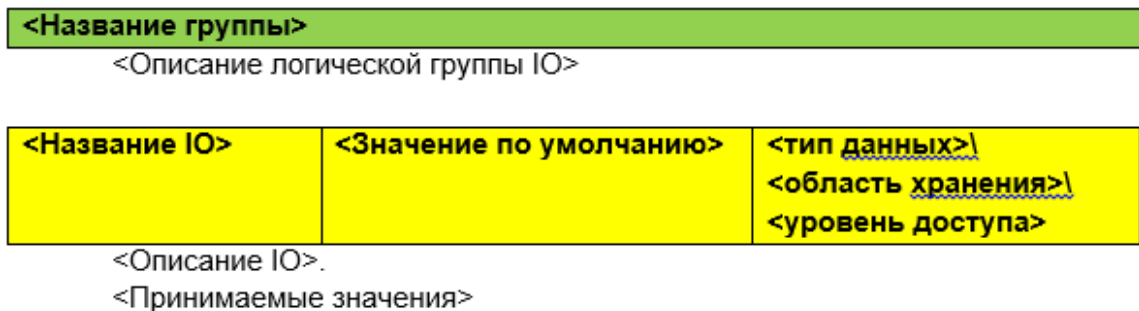 <Название группы>
<Описание логической группы IO>
<Название IO> <Значение по умолчанию> <тип данных>\
<область хранения>\
<уровень доступа>
<Описание IO>.
<Принимаемые значения>